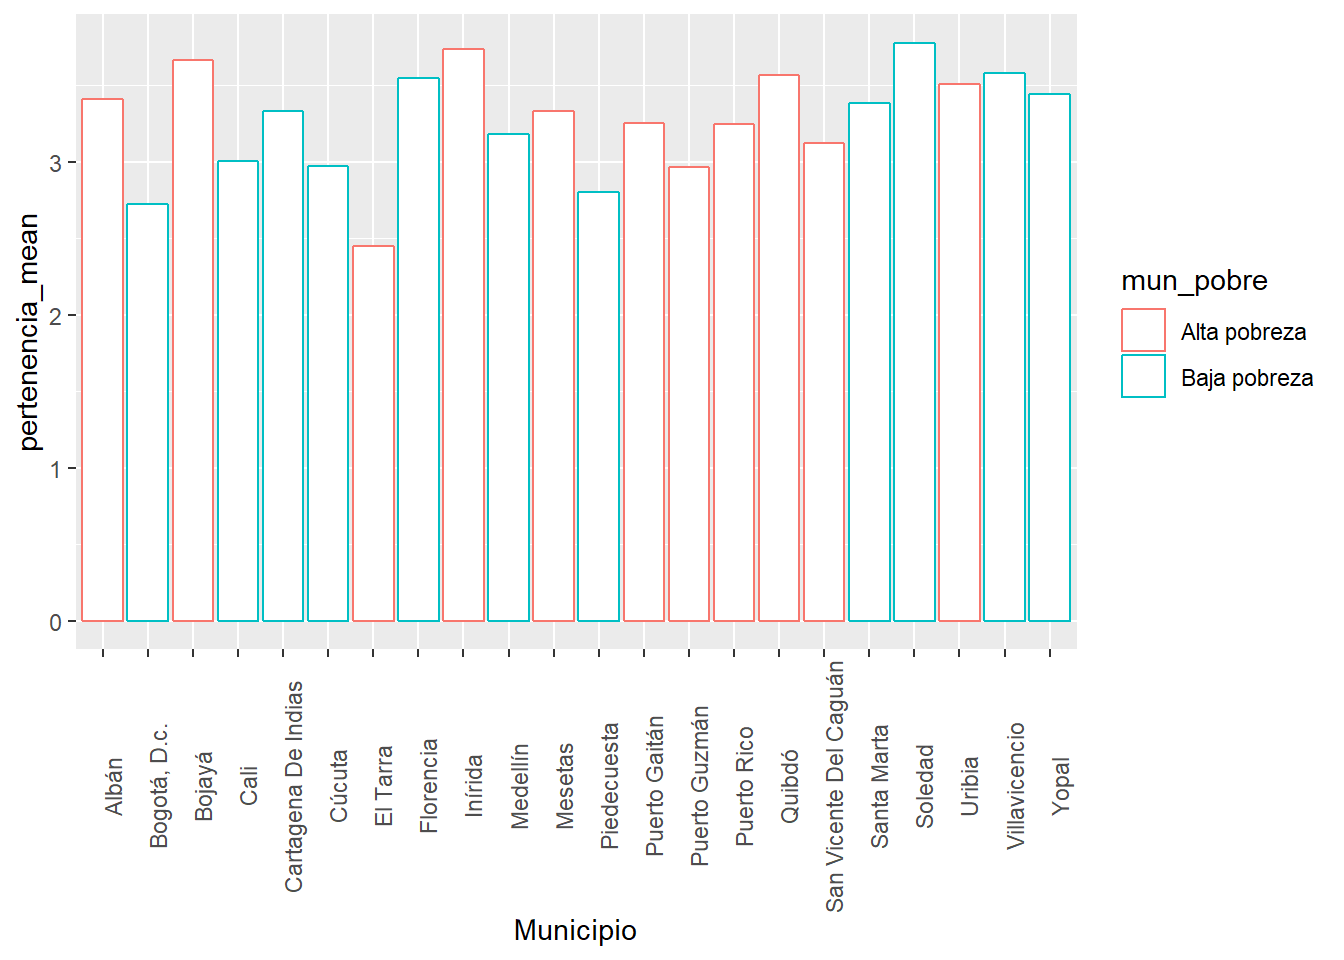 pertenencia_mean
3
2
1
0
Albán
Bogotá, D.c.
Bojayá
Cali
Cartagena De Indias
Cúcuta
El Tarra
Florencia
Inírida
Medellín
Mesetas
Piedecuesta
Puerto Gaitán
Puerto Guzmán
Puerto Rico
Quibdó
San Vicente Del Caguán
Santa Marta
Soledad
Uribia
Villavicencio
Yopal
Municipio
mun_pobre
Alta pobreza
Baja pobreza